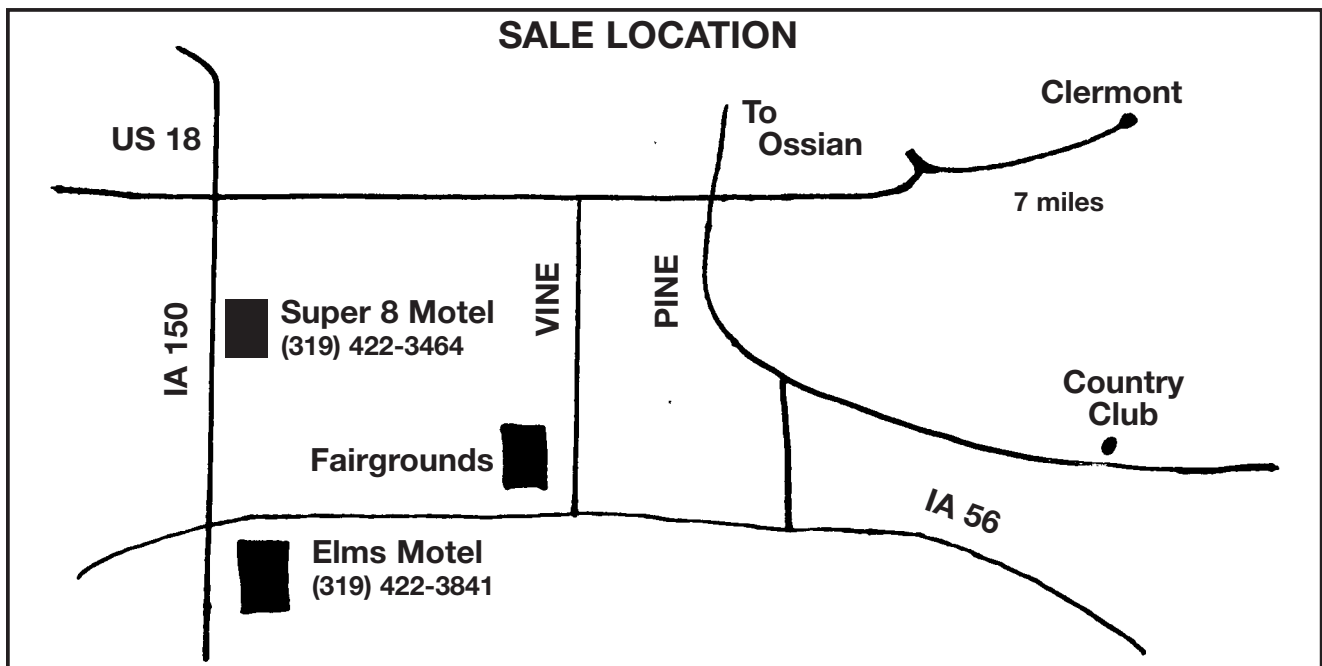 SALE LOCATION
Clermont
To
Ossian
US 18
7 miles
VINE
PINE
IA 150
Super 8 Motel
(319) 422-3464
Country
Club
Fairgrounds
IA 56
Elms Motel
(319) 422-3841